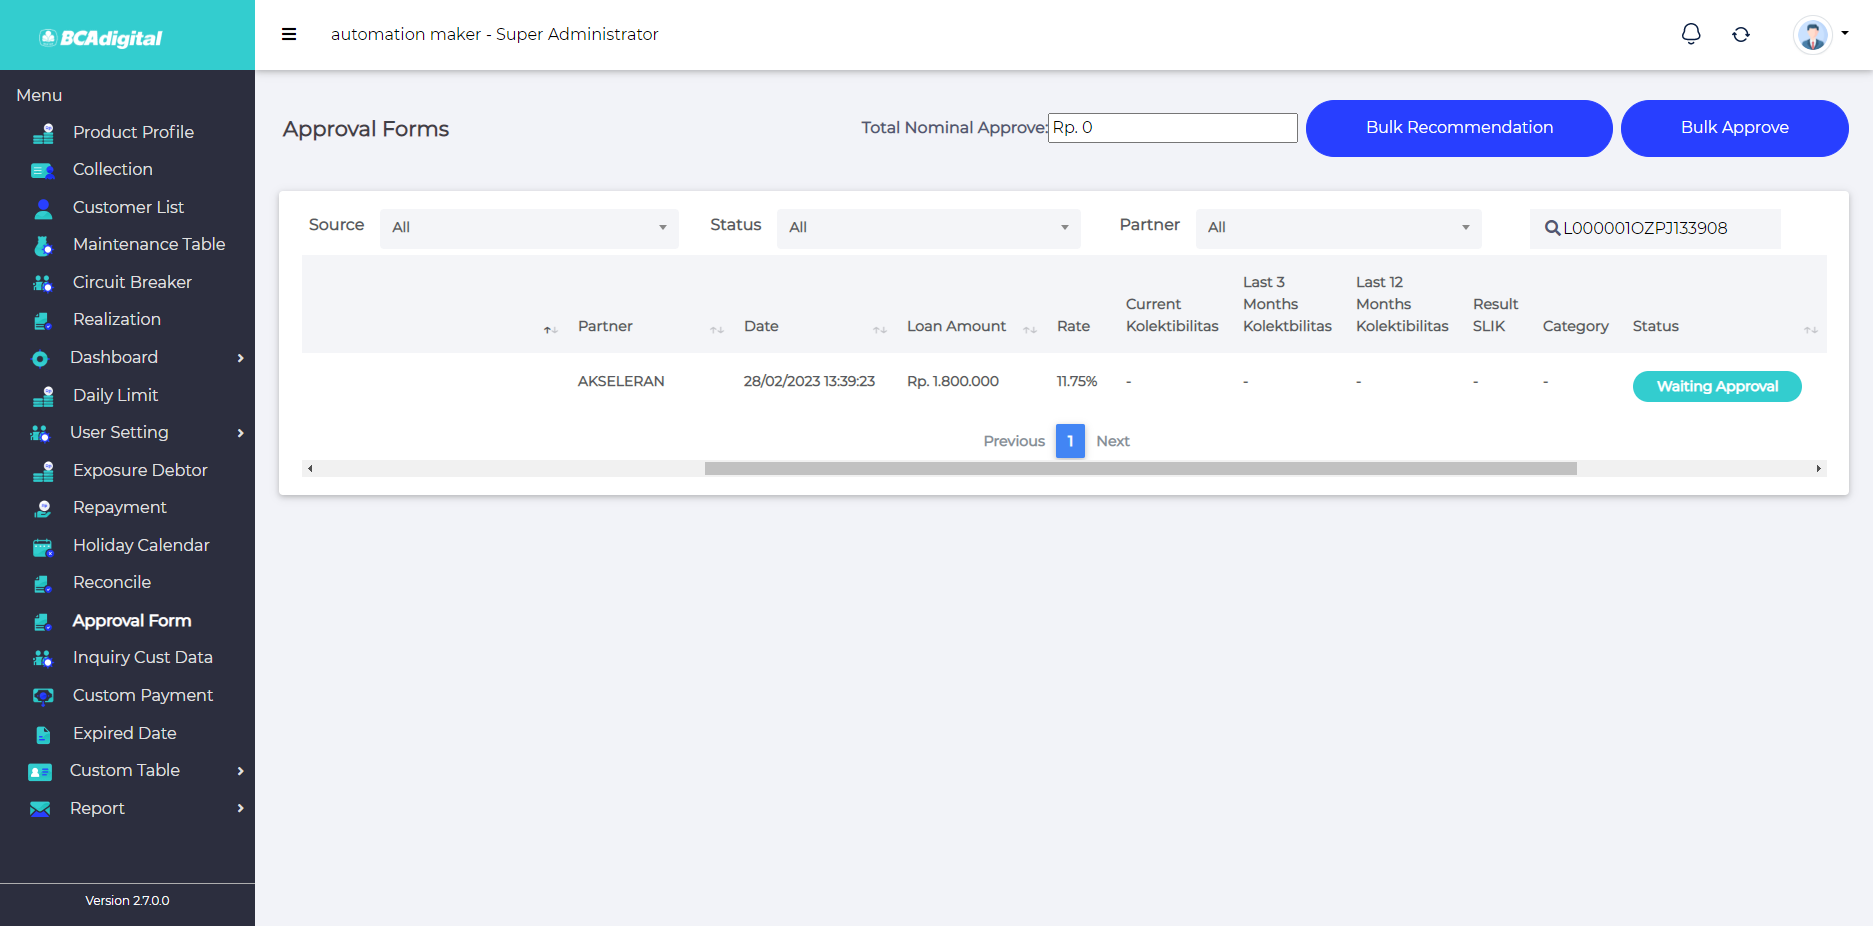 BCAdigital
automation maker - Super Administrator
Menu
Product Profile
Collection
Customer List
Maintenance Table
Circuit Breaker
Realization
Dashboard
Daily Limit
User Setting
Exposure Debtor
Repayment
Holiday Calendar
Reconcile
Approval Form
Inquiry Cust Data
Custom Payment
Expired Date
Custom Table
Report
Version 2.7.0.0
Approval Forms
Total Nominal Approve: Rp. 0
Bulk Recommendation
Bulk Approve
Source All
Status All
Partner All
L000001OZPJ133908
Partner
Date
Loan Amount
Rate
Current
Kolektibilitas
Last 3
Months
Kolektbilitas
Last 12
Months
Kolektibilitas
Result
SLIK
Category
Status
AKSELERAN 28/02/2023 13:39:23 Rp. 1.800.000 11.75% - - - - - Waiting Approval
Previous 1 Next